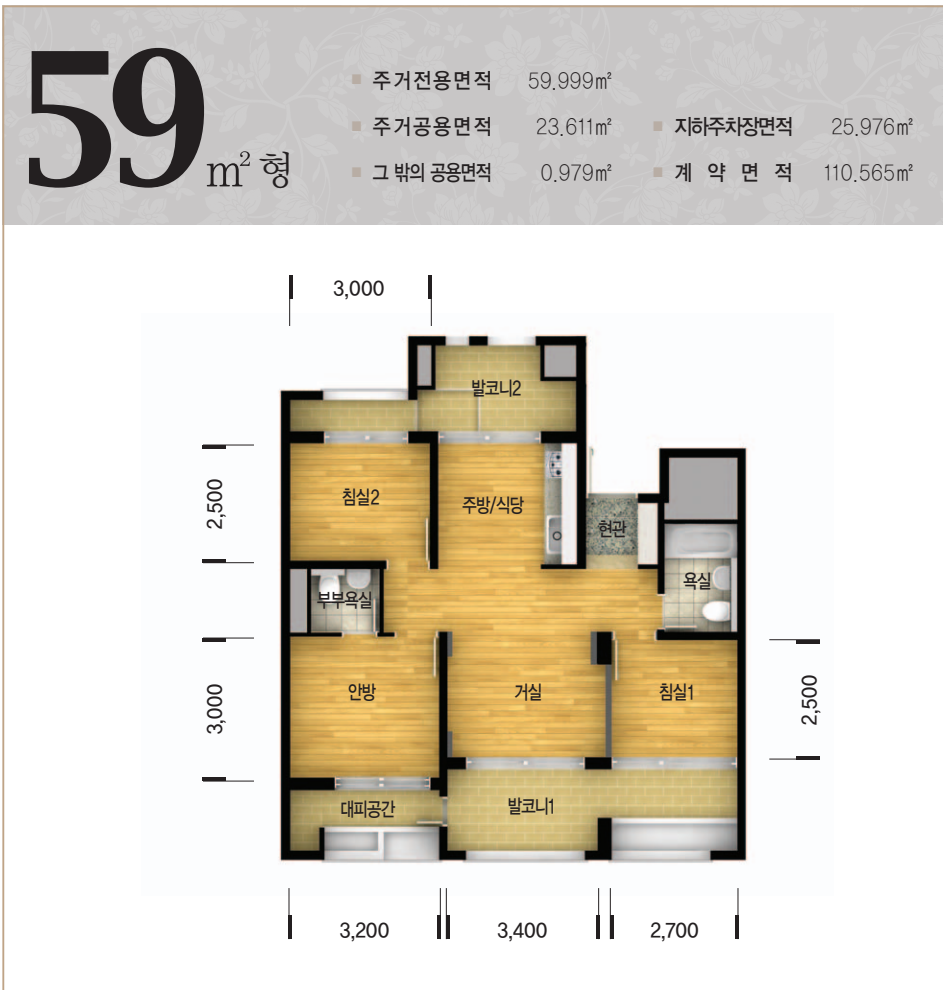 59㎡형
주거전용면적 59.999㎡
주거공용면적 23.611㎡ 지하주차장면적 25.976㎡
그 밖의 공용면적 0.979㎡ 계약면적 110.565㎡
3,000
발코니2
2,500
침실2
주방/식당
현관
욕실
부부욕실
3,000
안방
거실
침실1
2,500
대피공간
발코니1
3,200 3,400 2,700